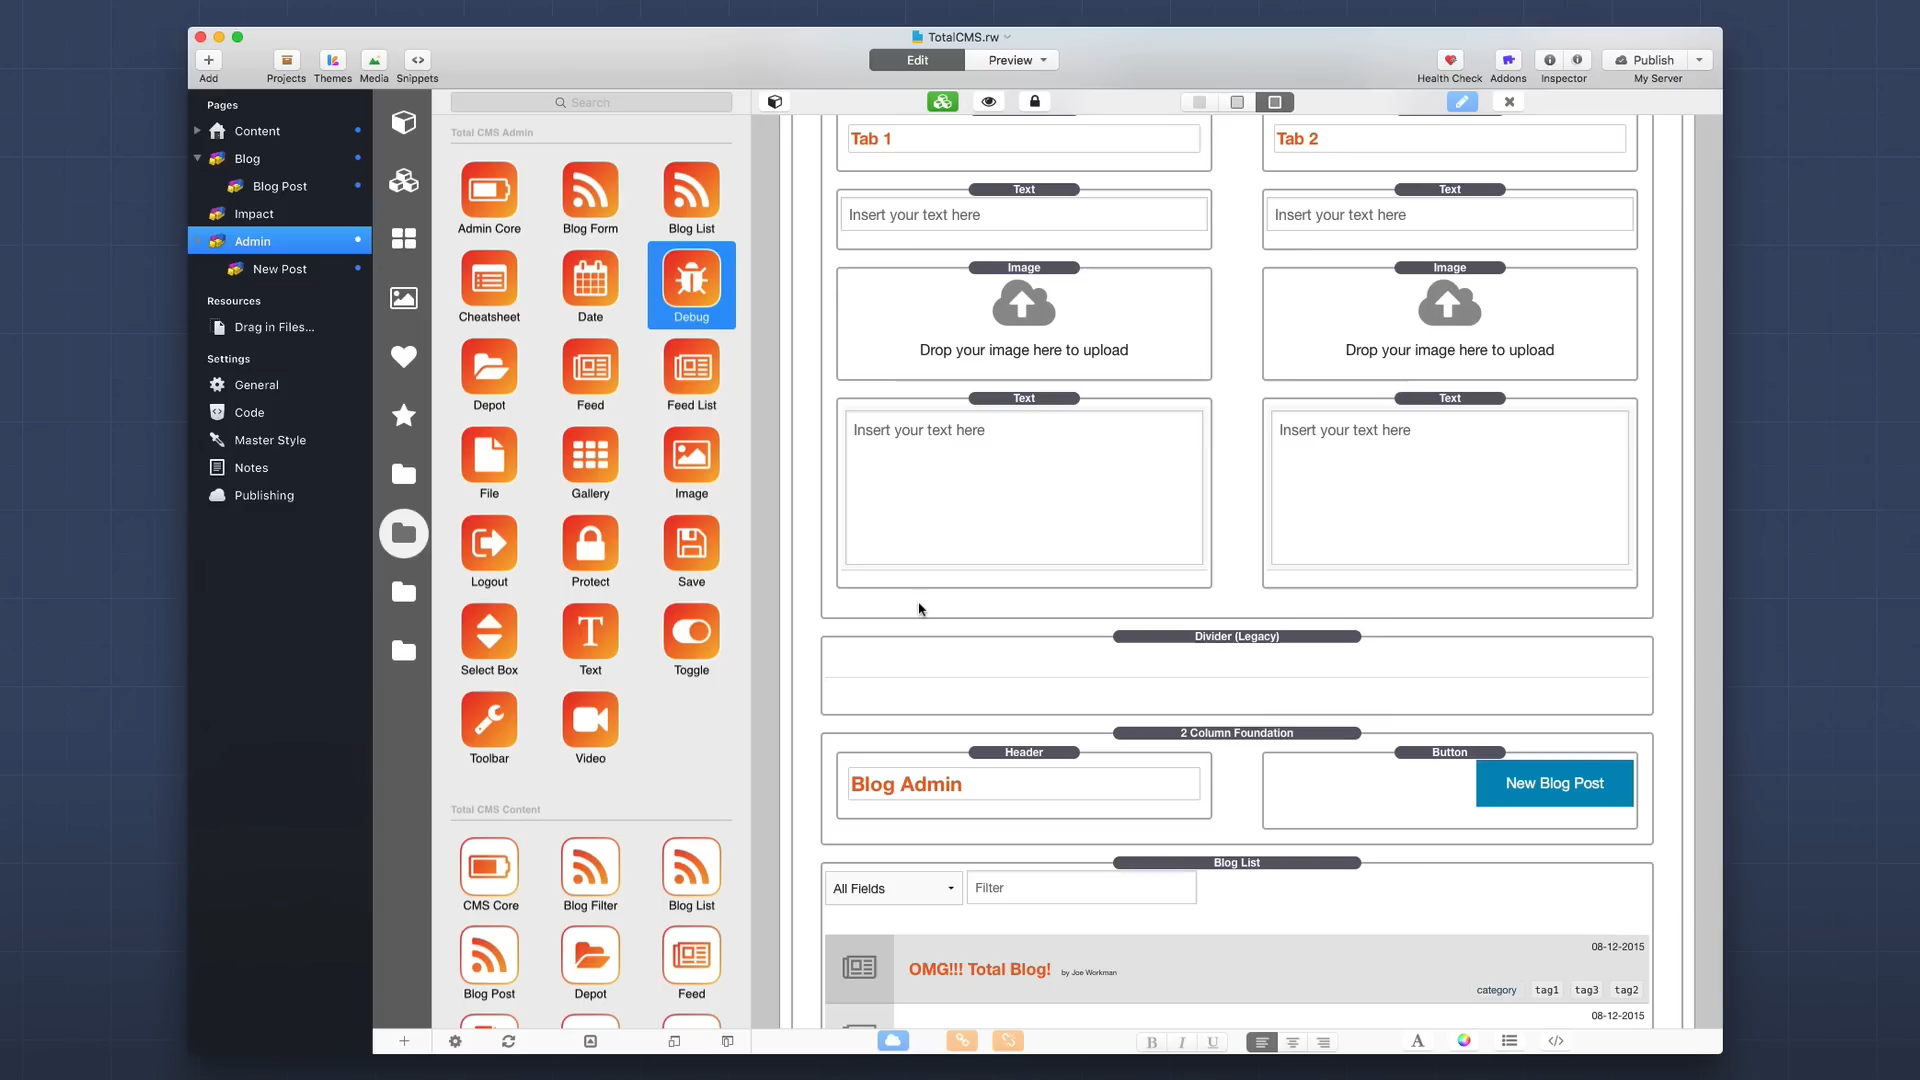 TotalCMS.rw
Edit
Preview
Add
Projects
Themes
Media
Snippets
Health Check
Addons
Inspector
Publish
My Server
Pages
Content
Blog
Blog Post
Impact
Admin
New Post
Resources
Drag in Files...
Settings
General
Code
Master Style
Notes
Publishing
Search
Total CMS Admin
Admin Core
Blog Form
Blog List
Cheatsheet
Date
Debug
Depot
Feed
Feed List
File
Gallery
Image
Logout
Protect
Save
Select Box
Text
Toggle
Toolbar
Video
Total CMS Content
CMS Core
Blog Filter
Blog List
Blog Post
Depot
Feed
Tab 1
Tab 2
Text
Text
Insert your text here
Insert your text here
Image
Image
Drop your image here to upload
Drop your image here to upload
Text
Text
Insert your text here
Insert your text here
Divider (Legacy)
2 Column Foundation
Header
Button
Blog Admin
New Blog Post
Blog List
All Fields
Filter
08-12-2015
OMG!!! Total Blog! by Joe Workman
category tag1 tag3 tag2
08-12-2015
B I U
A